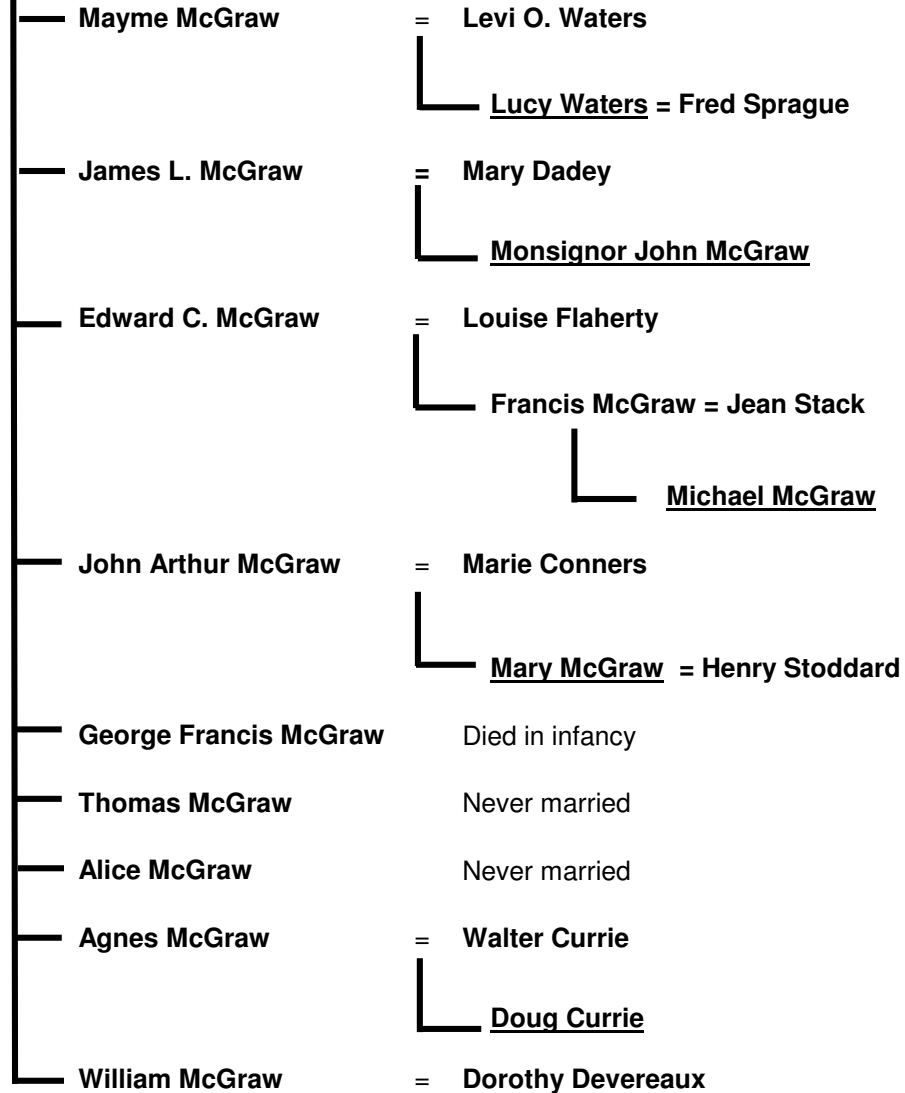 Mayme McGraw = Levi O. Waters
Lucy Waters = Fred Sprague
James L. McGraw = Mary Dadey
Monsignor John McGraw
Edward C. McGraw = Louise Flaherty
Francis McGraw = Jean Stack
Michael McGraw
John Arthur McGraw = Marie Conners
Mary McGraw = Henry Stoddard
George Francis McGraw Died in infancy
Thomas McGraw Never married
Alice McGraw Never married
Agnes McGraw = Walter Currie
Doug Currie
William McGraw = Dorothy Devereaux